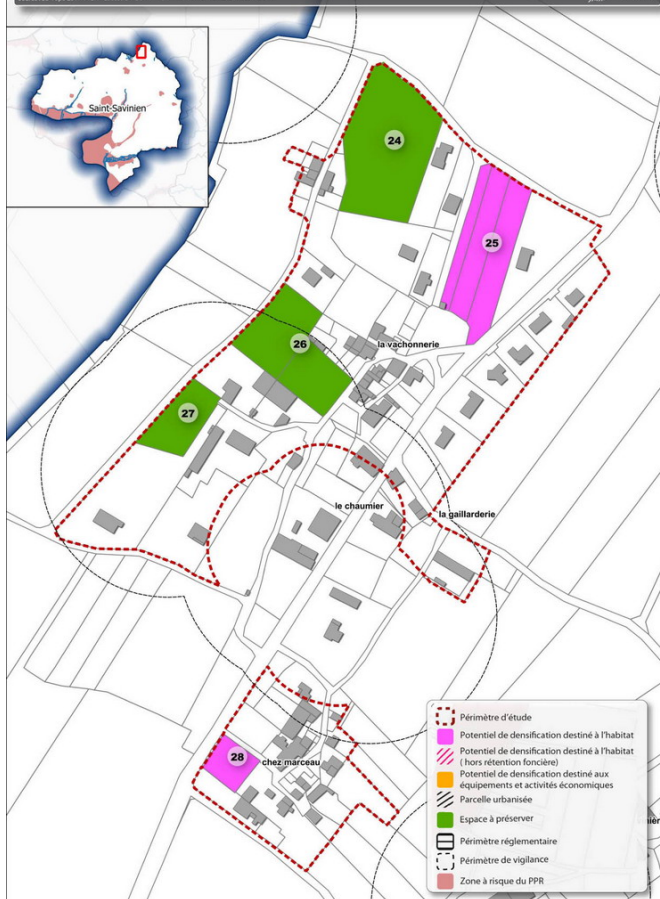 Saint-Savinien
24
25
26
la vachonnerie
27
le chaumier
la gaillarderie
28
chez marceau
Périmètre d'étude
Potentiel de densification destiné à l'habitat
Potentiel de densification destiné à l'habitat
( hors rétention foncière)
Potentiel de densification destiné aux
équipements et activités économiques
Parcelle urbanisée
Espace à préserver
Périmètre réglementaire
Périmètre de vigilance
Zone à risque du PPR